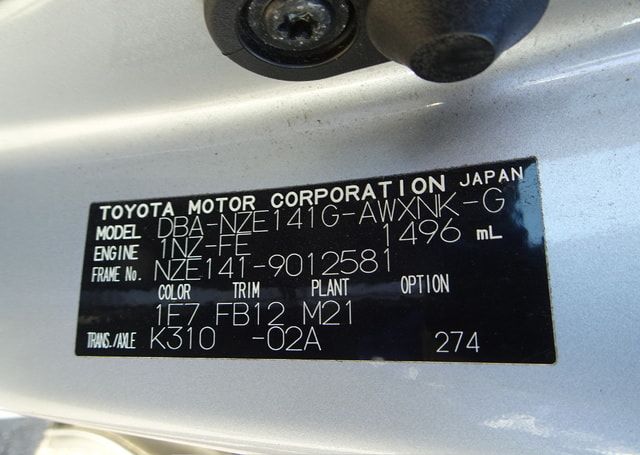 TOYOTA MOTOR CORPORATION JAPAN
MODEL DBA-NZE141G-AWXNK-G
ENGINE 1NZ-FE 1496 mL
FRAME No. NZE141-9012581
COLOR TRIM PLANT OPTION
1F7 FB12 M21
TRANS./AXLE K310 -02A 274